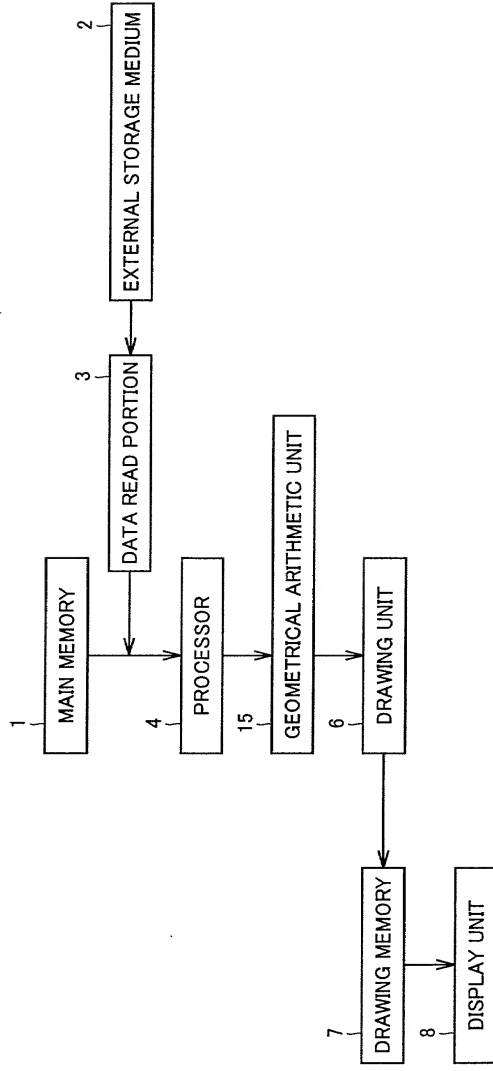 1
MAIN MEMORY
2
EXTERNAL STORAGE MEDIUM
3
DATA READ PORTION
4
PROCESSOR
15
GEOMETRICAL ARITHMETIC UNIT
6
DRAWING UNIT
7
DRAWING MEMORY
8
DISPLAY UNIT